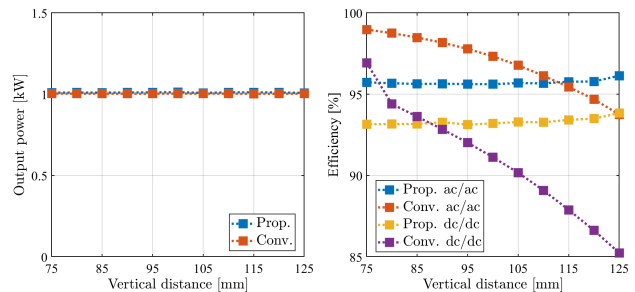 1.5
1
0.5
0
Output power [kW]
75 85 95 105 115 125
Vertical distance [mm]
Prop.
Conv.
100
95
90
85
Efficiency [%]
75 85 95 105 115 125
Vertical distance [mm]
Prop. ac/ac
Conv. ac/ac
Prop. dc/dc
Conv. dc/dc